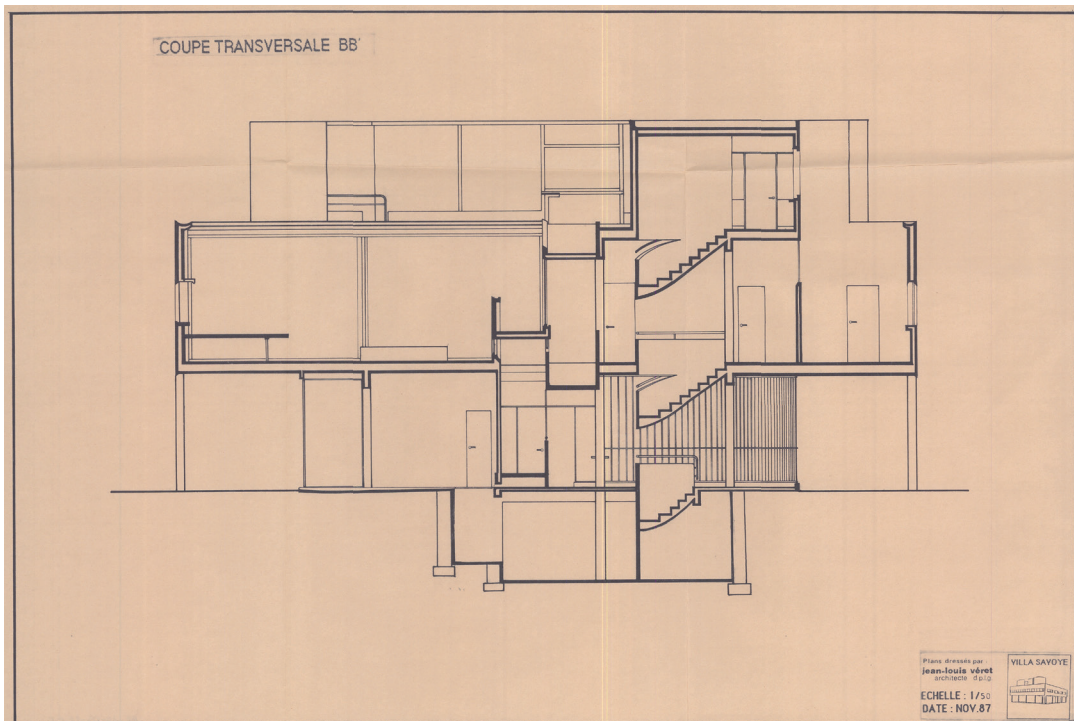 COUPE TRANSVERSALE BB'
Plans dressés par
jean-louis véret
architecte d.p.l.g.
ECHELLE : 1/50
DATE : NOV.87
VILLA SAVOYE